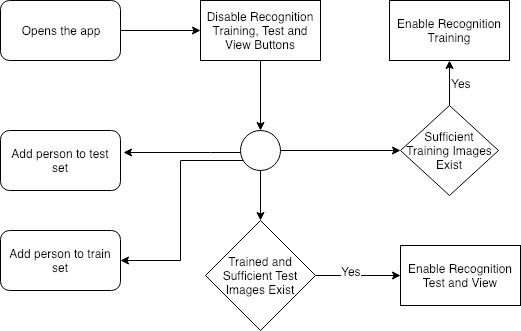 Opens the app
Disable Recognition
Training, Test and
View Buttons
Enable Recognition
Training
Yes
Add person to test
set
Sufficient
Training Images
Exist
Add person to train
set
Trained and
Sufficient Test
Images Exist
Yes
Enable Recognition
Test and View